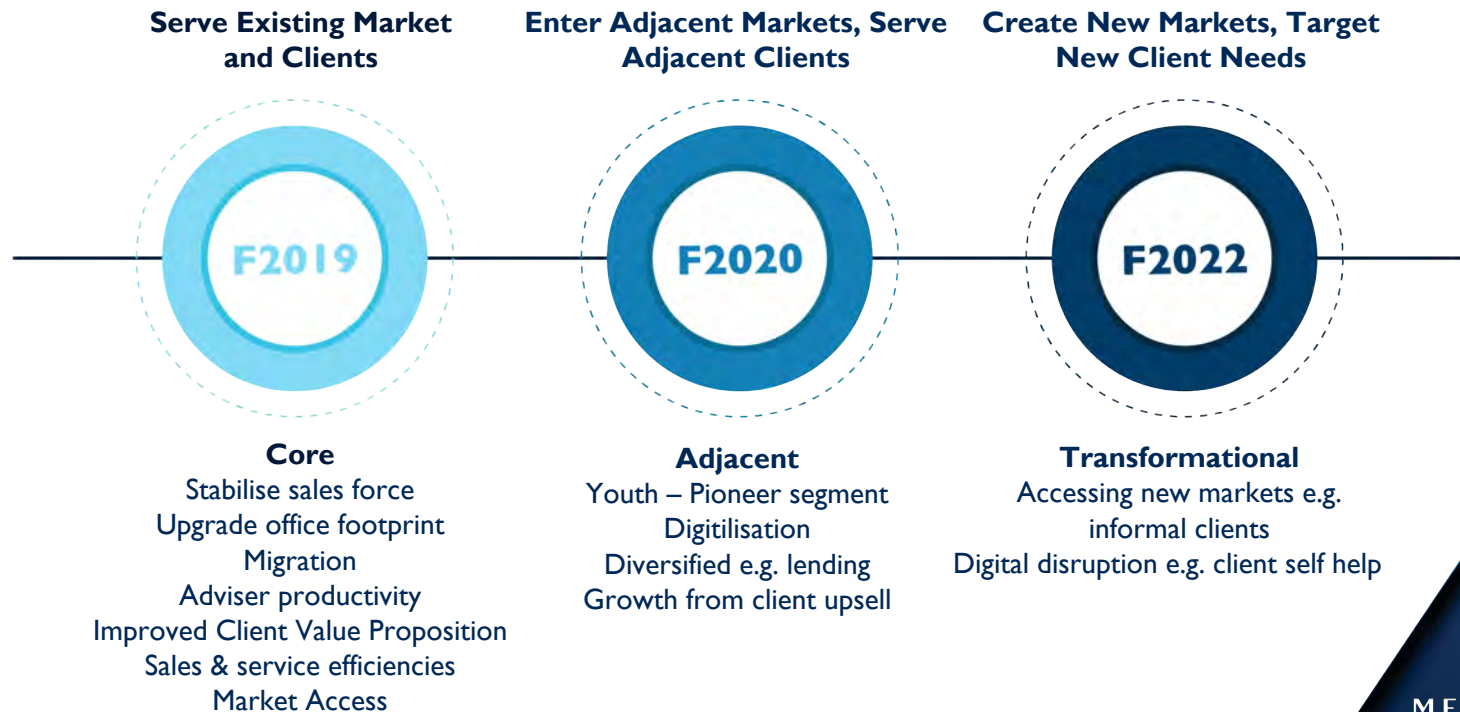 Serve Existing Market
and Clients
Enter Adjacent Markets, Serve
Adjacent Clients
Create New Markets, Target
New Client Needs
F2019
F2020
F2022
Core
Stabilise sales force
Upgrade office footprint
Migration
Adviser productivity
Improved Client Value Proposition
Sales & service efficiencies
Market Access
Adjacent
Youth – Pioneer segment
Digitilisation
Diversified e.g. lending
Growth from client upsell
Transformational
Accessing new markets e.g.
informal clients
Digital disruption e.g. client self help